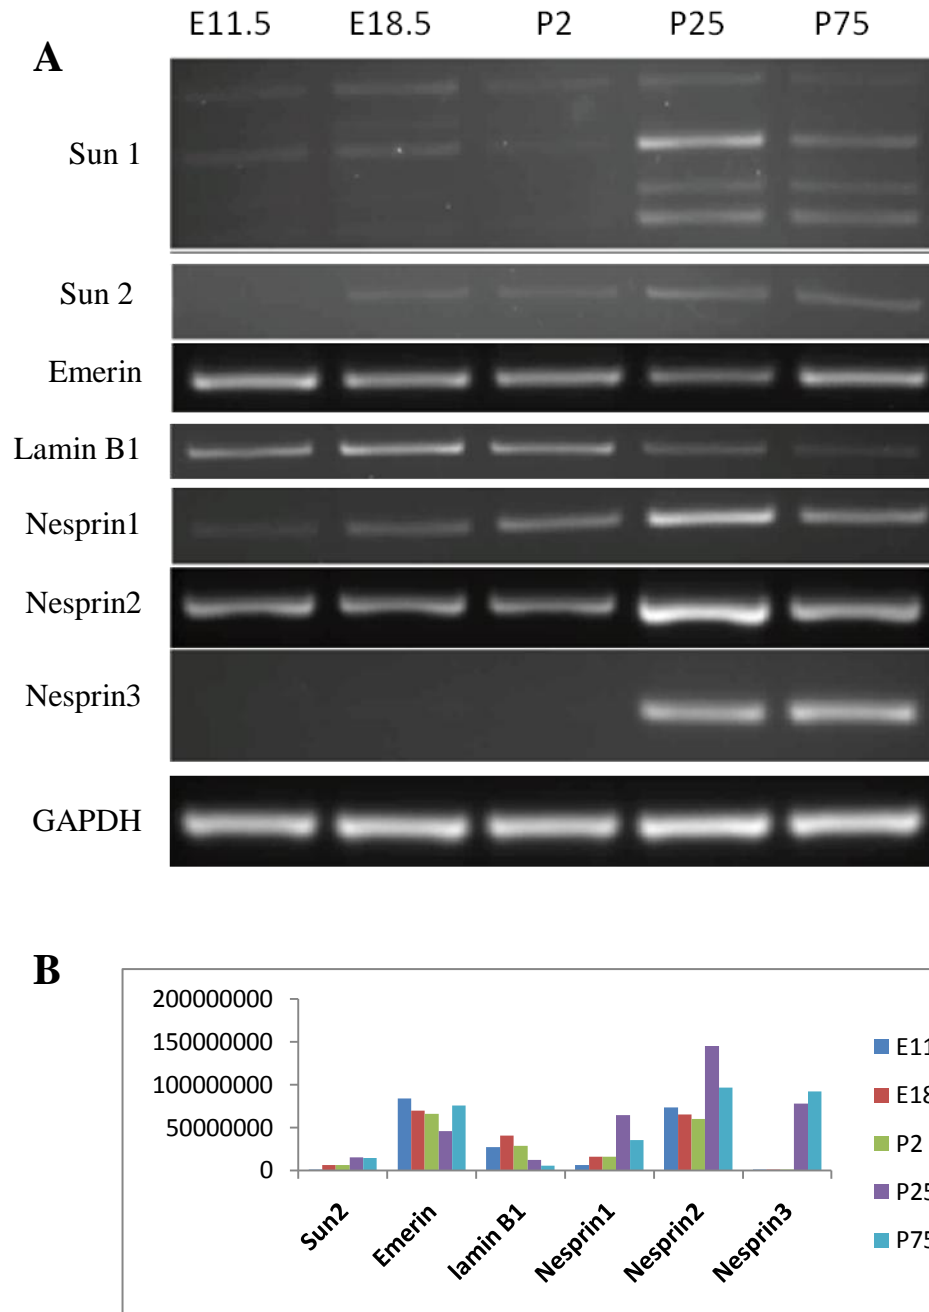 E11.5 E18.5 P2 P25 P75
A
Sun 1
Sun 2
Emerin
Lamin B1
Nesprin1
Nesprin2
Nesprin3
GAPDH
B
200000000
150000000
100000000
50000000
0
Sun2 Emerin lamin B1 Nesprin1 Nesprin2 Nesprin3
E11
E18
P2
P25
P75